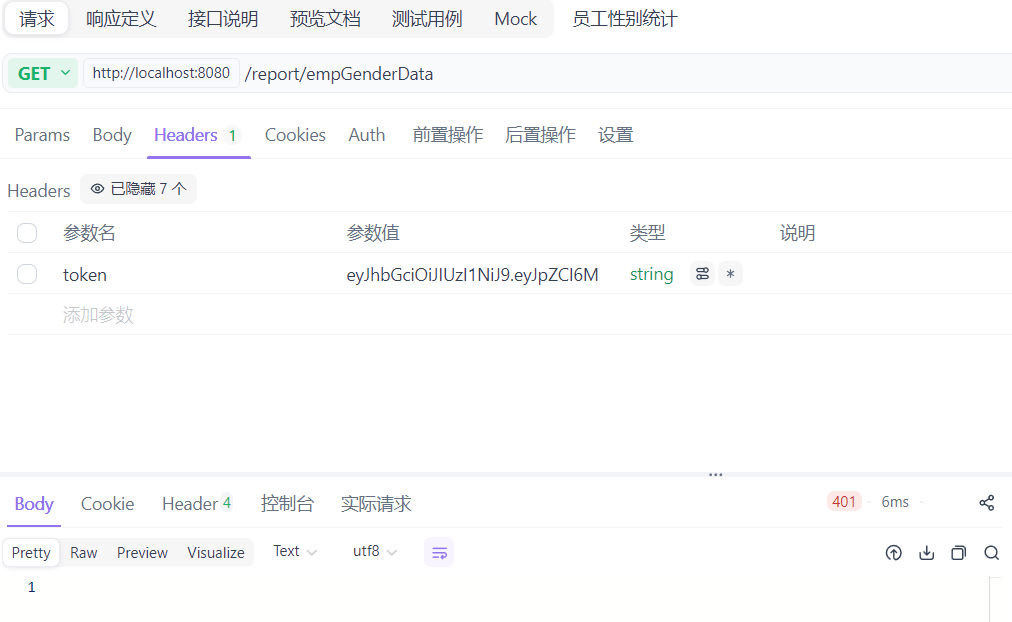 请求 响应定义 接口说明 预览文档 测试用例 Mock 员工性别统计
GET http://localhost:8080 /report/empGenderData
Params Body Headers 1 Cookies Auth 前置操作 后置操作 设置
Headers 已隐藏 7 个
参数名 参数值 类型 说明
token eyJhbGciOiJIUzI1NiJ9.eyJpZCI6M string *
添加参数
Body Cookie Header 4 控制台 实际请求 401 6ms
Pretty Raw Preview Visualize Text utf8
1